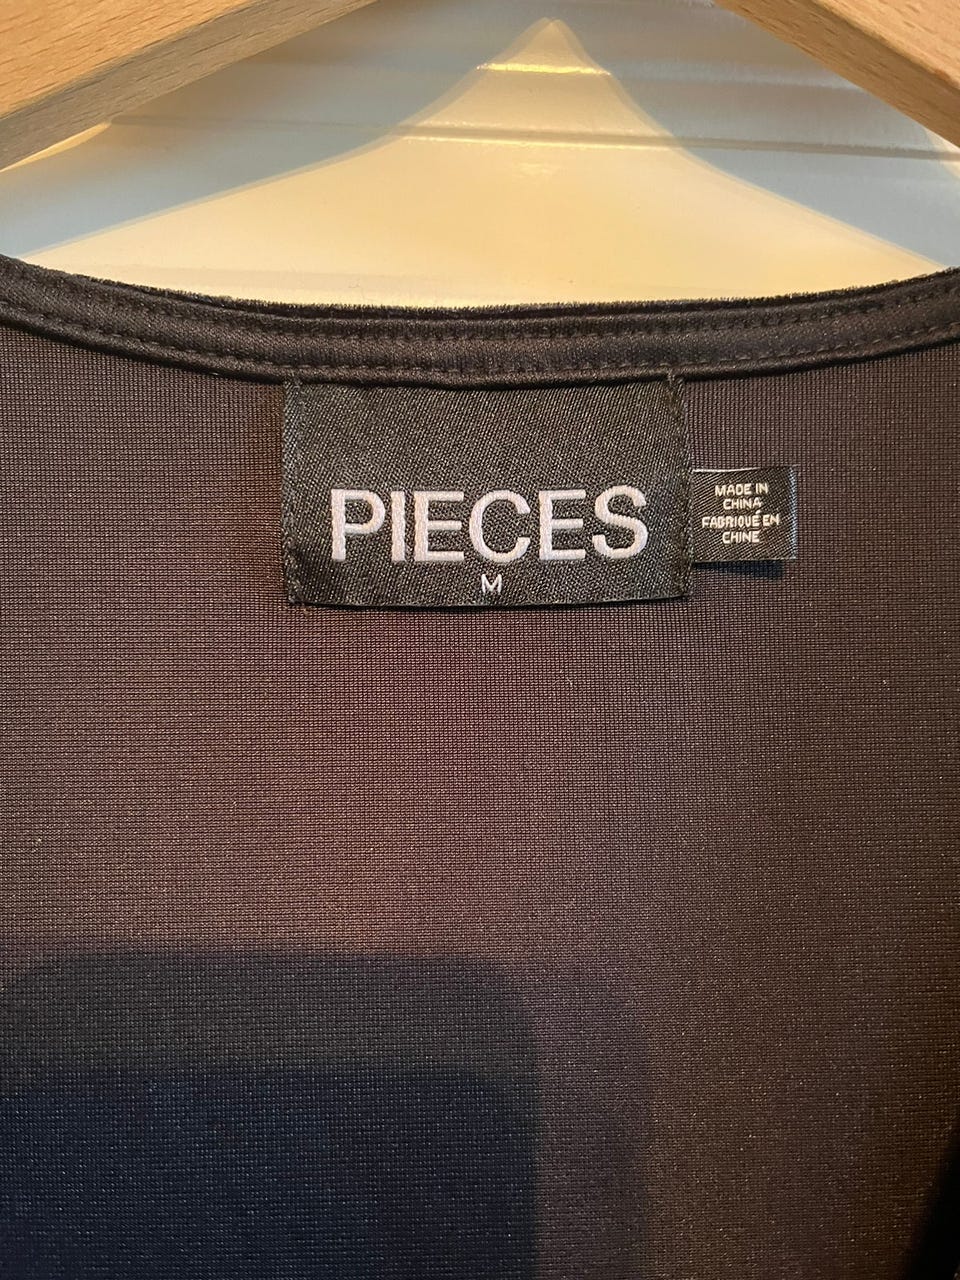 PIECES
M
MADE IN
CHINA
FABRIQUÉ EN
CHINE